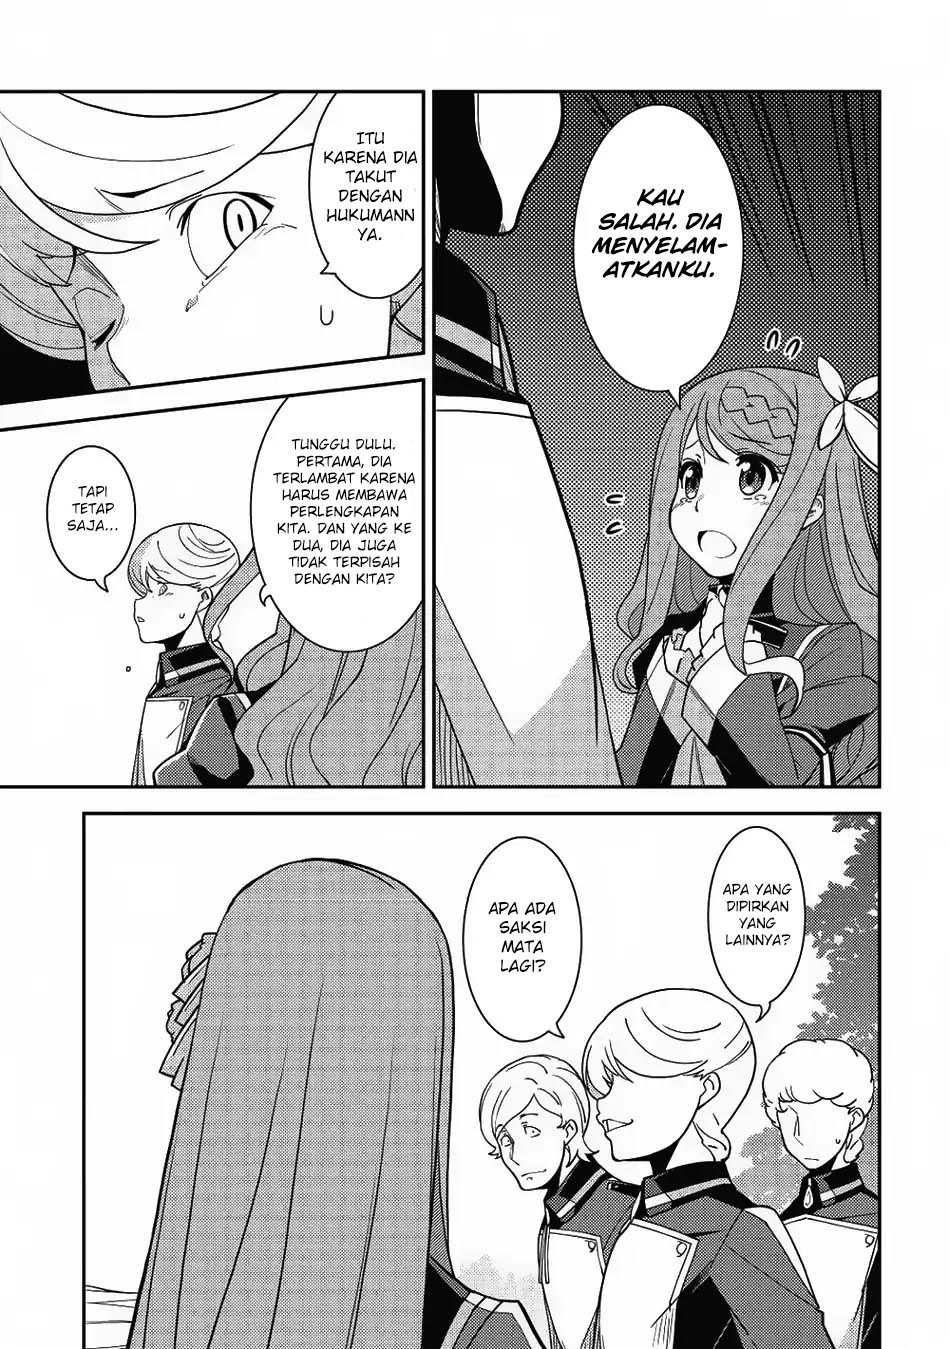 KAU
SALAH. DIA
MENYELAM-
ATKANKU.
ITU
KARENA DIA
TAKUT
DENGAN
HUKUMANN
YA.
TUNGGU DULU.
PERTAMA, DIA
TERLAMBAT KARENA
HARUS MEMBAWA
PERLENGKAPAN
KITA. DAN YANG KE
DUA, DIA JUGA
TIDAK TERPISAH
DENGAN KITA?
TAPI
TETAP
SAJA...
APA YANG
DIPIRKAN
YANG
LAINNYA?
APA ADA
SAKSI
MATA
LAGI?